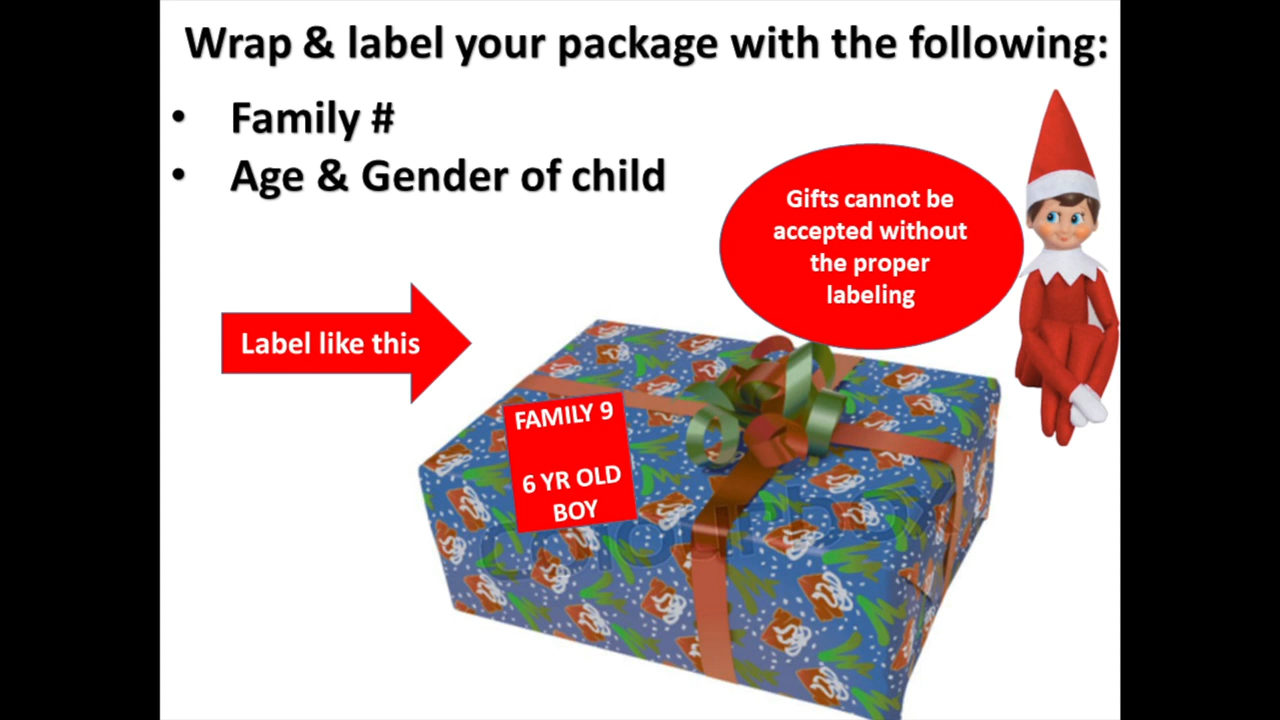 Wrap & label your package with the following:
• Family #
• Age & Gender of child
Gifts cannot be
accepted without
the proper
labeling
Label like this
FAMILY 9
6 YR OLD
BOY
colourbox